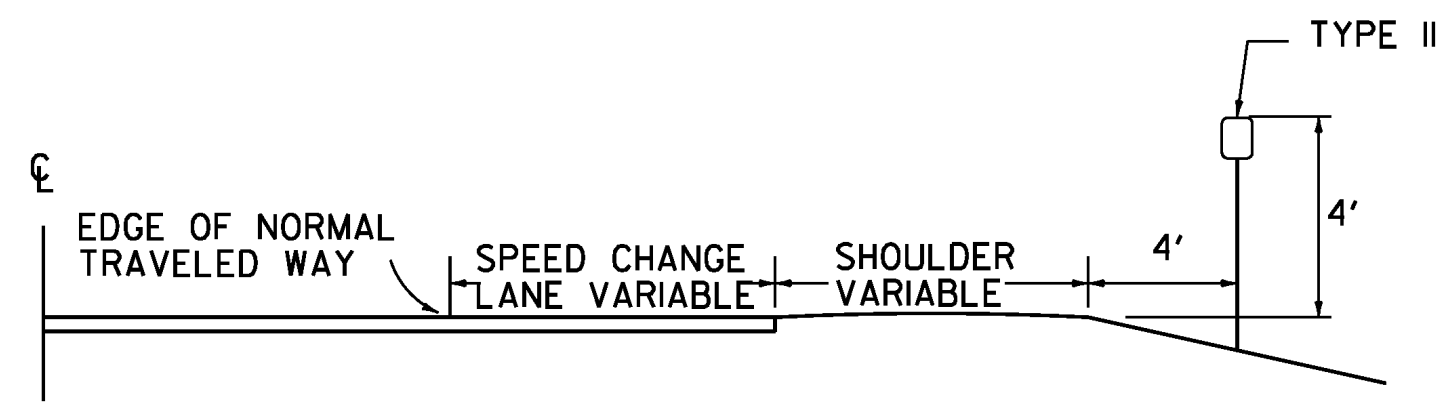 TYPE II
℄
EDGE OF NORMAL
TRAVELED WAY
SPEED CHANGE
LANE VARIABLE
SHOULDER
VARIABLE
4'
4'